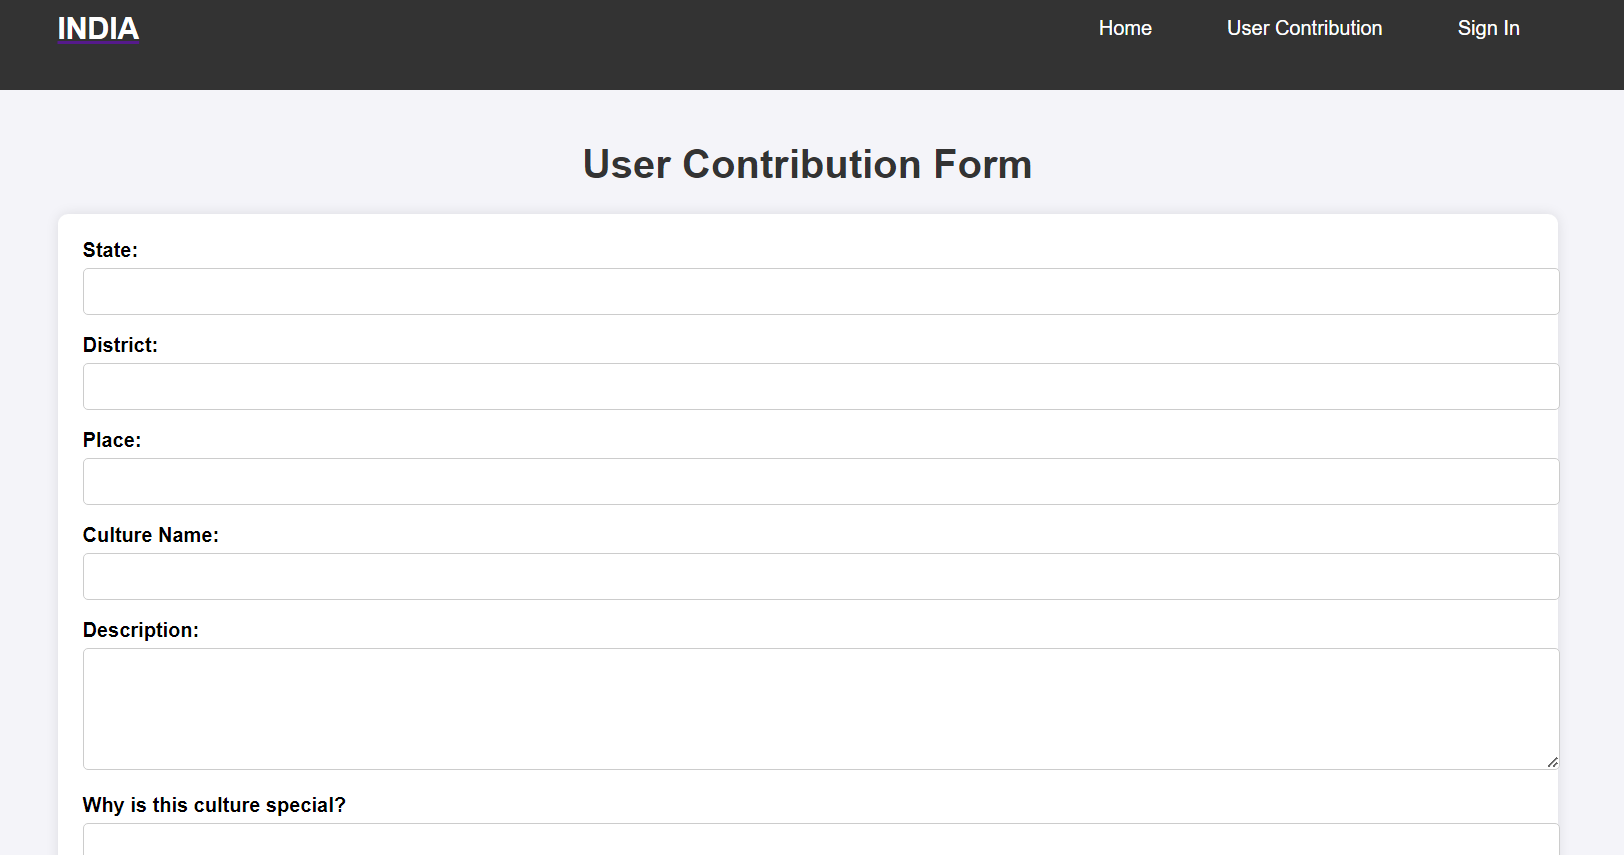 INDIA
Home
User Contribution
Sign In
User Contribution Form
State:
District:
Place:
Culture Name:
Description:
Why is this culture special?